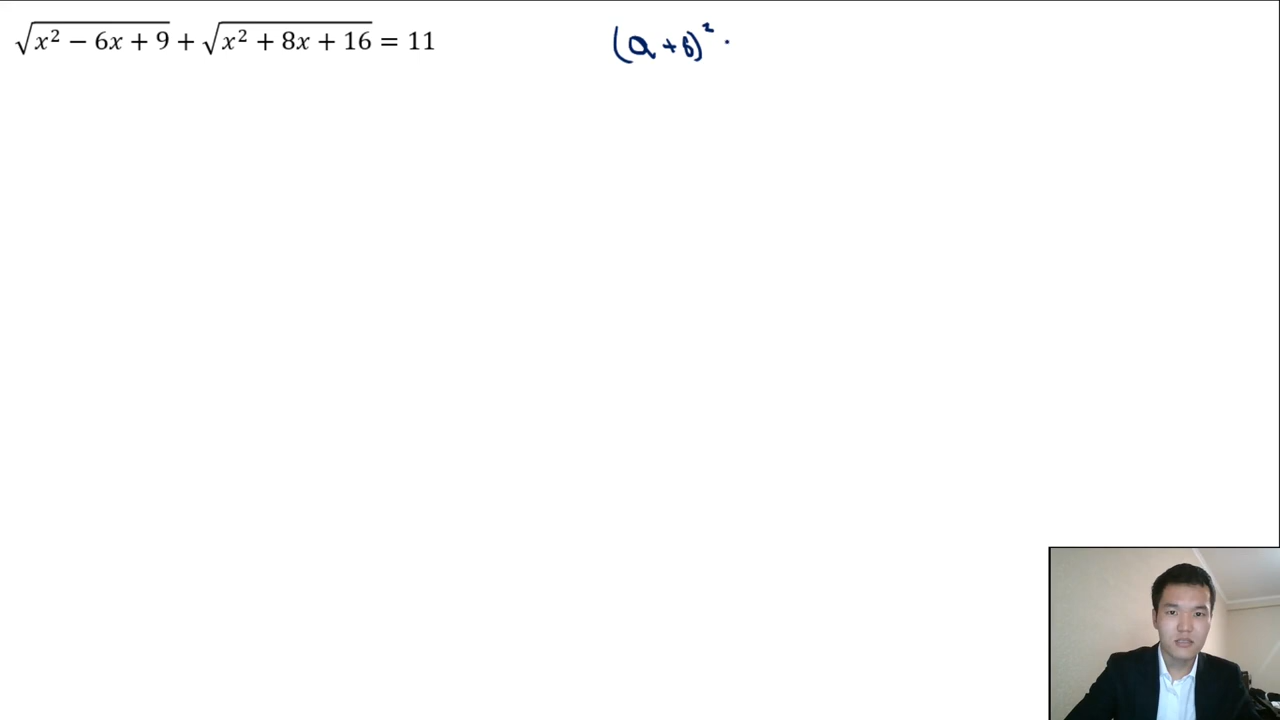 √(x² − 6x + 9) + √(x² + 8x + 16) = 11
(a + b)² ·